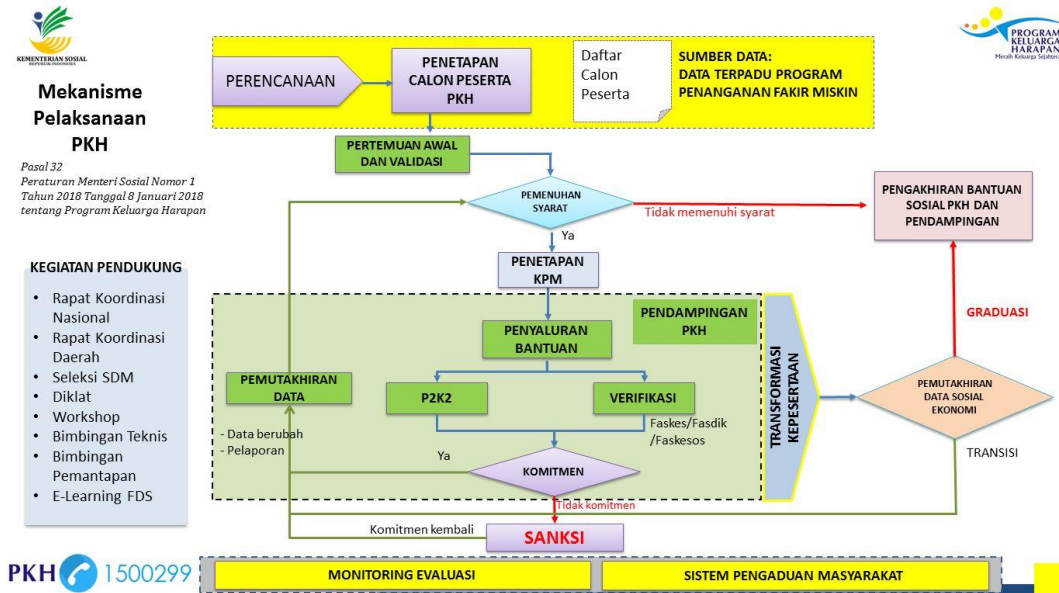 KEMENTERIAN SOSIAL
REPUBLIK INDONESIA
Mekanisme
Pelaksanaan
PKH
Pasal 32
Peraturan Menteri Sosial Nomor 1
Tahun 2018 Tanggal 8 Januari 2018
tentang Program Keluarga Harapan
KEGIATAN PENDUKUNG
• Rapat Koordinasi
Nasional
• Rapat Koordinasi
Daerah
• Seleksi SDM
• Diklat
• Workshop
• Bimbingan Teknis
• Bimbingan
Pemantapan
• E-Learning FDS
PERENCANAAN
PENETAPAN
CALON PESERTA
PKH
Daftar
Calon
Peserta
SUMBER DATA:
DATA TERPADU PROGRAM
PENANGANAN FAKIR MISKIN
PROGRAM
KELUARGA
HARAPAN
Meraih Keluarga Sejahtera
PERTEMUAN AWAL
DAN VALIDASI
PEMENUHAN
SYARAT
Tidak memenuhi syarat
PENGAKHIRAN BANTUAN
SOSIAL PKH DAN
PENDAMPINGAN
Ya
PENETAPAN
KPM
PENDAMPINGAN
PKH
PENYALURAN
BANTUAN
PEMUTAKHIRAN
DATA
- Data berubah
- Pelaporan
P2K2
VERIFIKASI
Faskes/Fasdik
/Faskesos
Ya
KOMITMEN
Tidak komitmen
Komitmen kembali
SANKSI
TRANSFORMASI
KEPESERTAAN
GRADUASI
PEMUTAKHIRAN
DATA SOSIAL
EKONOMI
TRANSISI
PKH 1500299
MONITORING EVALUASI
SISTEM PENGADUAN MASYARAKAT